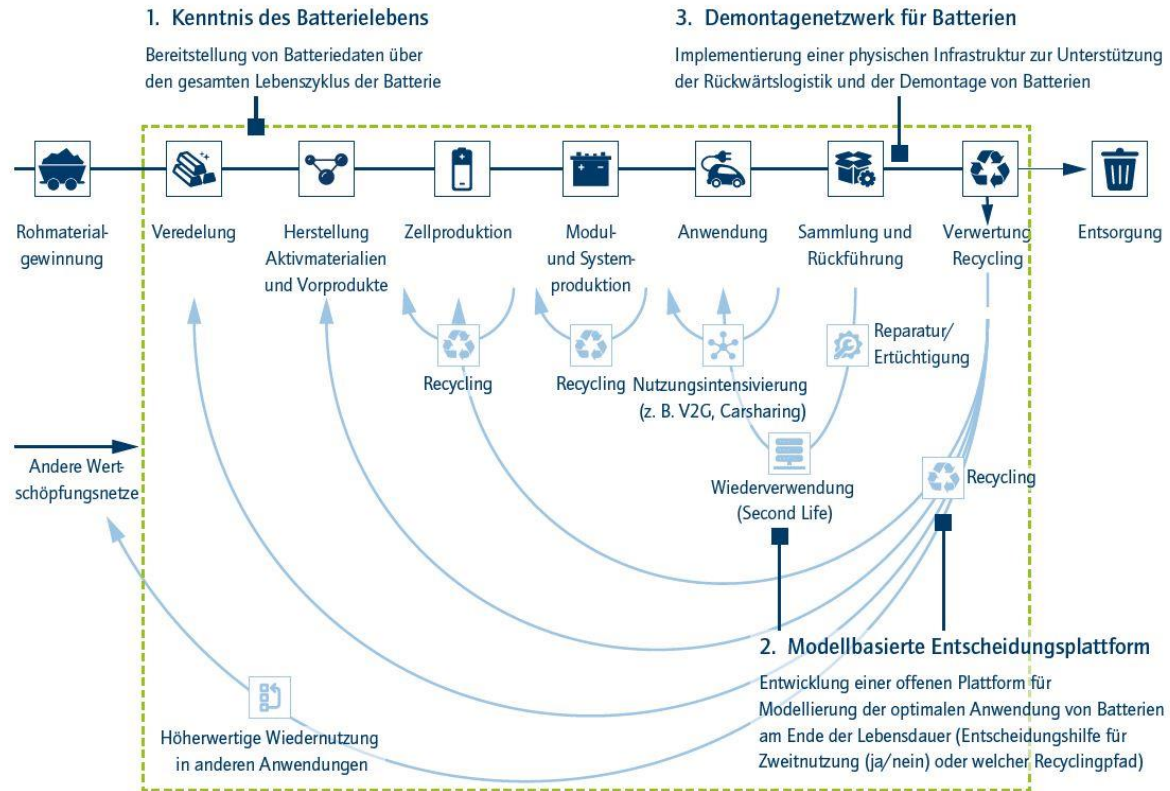 1. Kenntnis des Batterielebens
Bereitstellung von Batteriedaten über
den gesamten Lebenszyklus der Batterie
3. Demontagenetzwerk für Batterien
Implementierung einer physischen Infrastruktur zur Unterstützung
der Rückwärtslogistik und der Demontage von Batterien
Rohmaterial-
gewinnung
Veredelung
Herstellung
Aktivmaterialien
und Vorprodukte
Zellproduktion
Modul-
und System-
produktion
Anwendung
Sammlung und
Rückführung
Verwertung
Recycling
Entsorgung
Recycling
Recycling
Nutzungsintensivierung
(z. B. V2G, Carsharing)
Reparatur/
Ertüchtigung
Andere Wert-
schöpfungsnetze
Wiederverwendung
(Second Life)
Recycling
2. Modellbasierte Entscheidungsplattform
Entwicklung einer offenen Plattform für
Modellierung der optimalen Anwendung von Batterien
am Ende der Lebensdauer (Entscheidungshilfe für
Zweitnutzung (ja/nein) oder welcher Recyclingpfad)
Höherwertige Wiedernutzung
in anderen Anwendungen